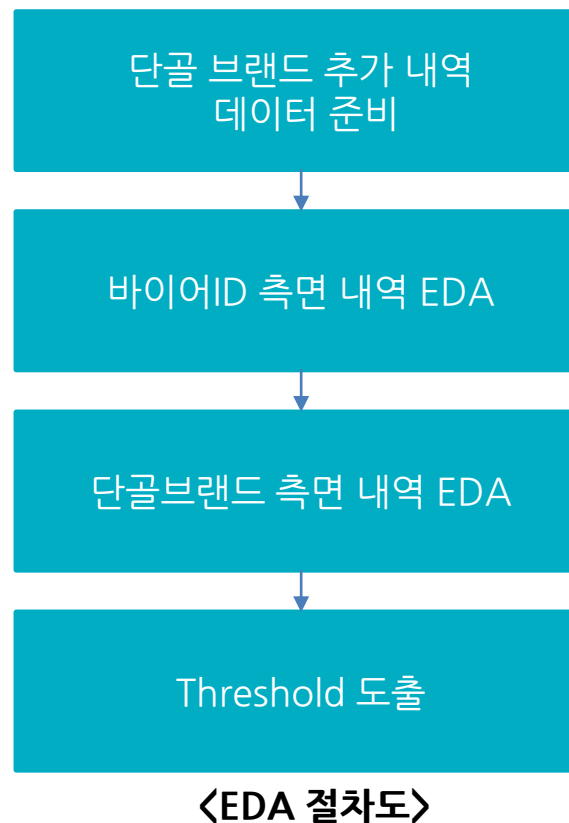 단골 브랜드 추가 내역
데이터 준비
바이어ID 측면 내역 EDA
단골브랜드 측면 내역 EDA
Threshold 도출
<EDA 절차도>